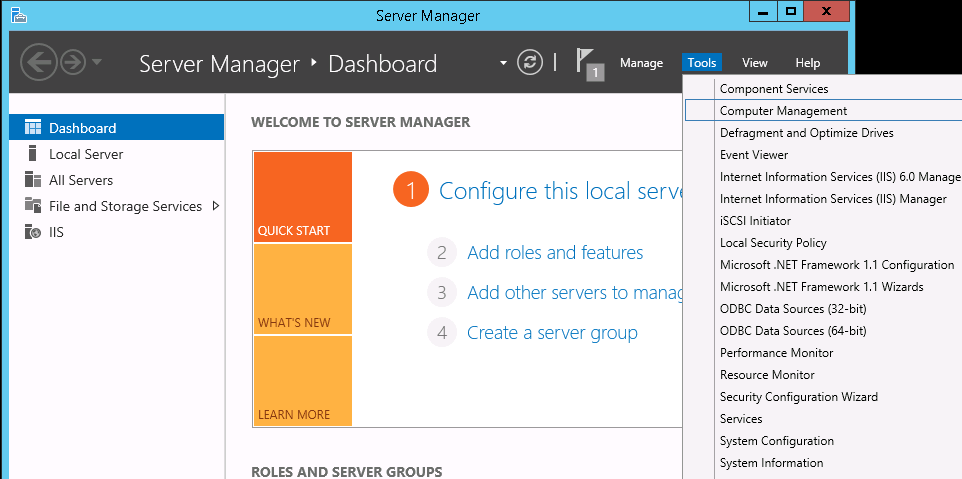 Server Manager
Server Manager Dashboard
1
Manage
Tools
View
Help
Dashboard
Local Server
All Servers
File and Storage Services
IIS
WELCOME TO SERVER MANAGER
QUICK START
WHAT'S NEW
LEARN MORE
1 Configure this local serve
2 Add roles and features
3 Add other servers to manag
4 Create a server group
ROLES AND SERVER GROUPS
Component Services
Computer Management
Defragment and Optimize Drives
Event Viewer
Internet Information Services (IIS) 6.0 Manage
Internet Information Services (IIS) Manager
iSCSI Initiator
Local Security Policy
Microsoft .NET Framework 1.1 Configuration
Microsoft .NET Framework 1.1 Wizards
ODBC Data Sources (32-bit)
ODBC Data Sources (64-bit)
Performance Monitor
Resource Monitor
Security Configuration Wizard
Services
System Configuration
System Information